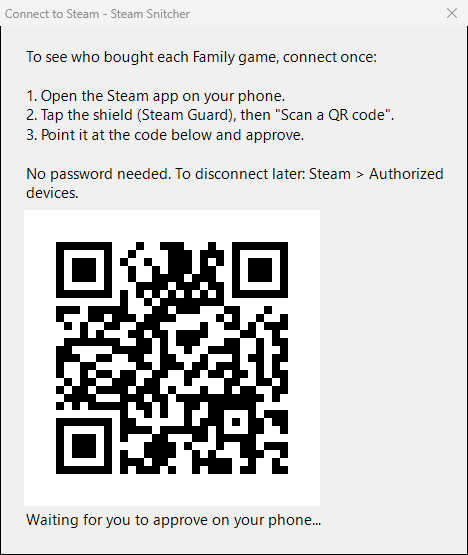 Connect to Steam - Steam Snitcher
To see who bought each Family game, connect once:
1. Open the Steam app on your phone.
2. Tap the shield (Steam Guard), then "Scan a QR code".
3. Point it at the code below and approve.
No password needed. To disconnect later: Steam > Authorized
devices.
Waiting for you to approve on your phone...